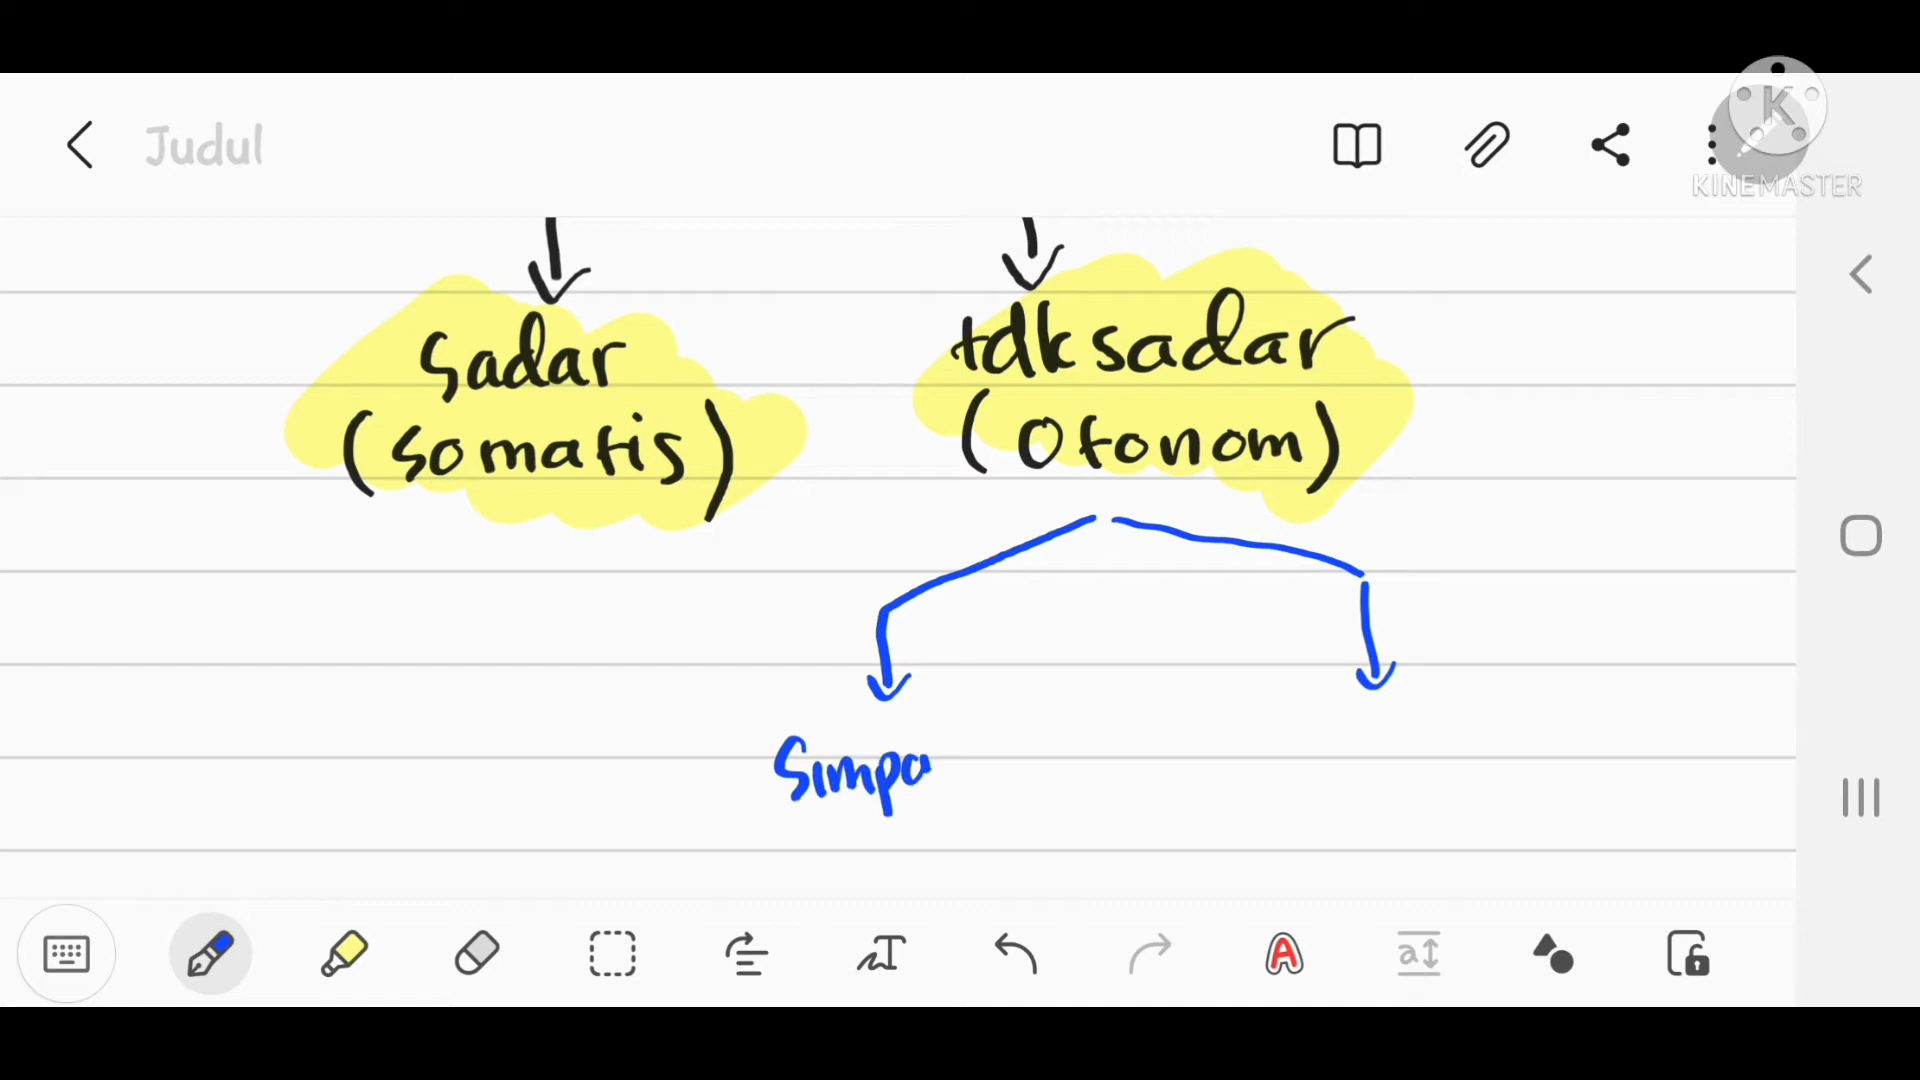 Judul
KINEMASTER
Sadar
(somatis)
tdk sadar
(Otonom)
Simpa